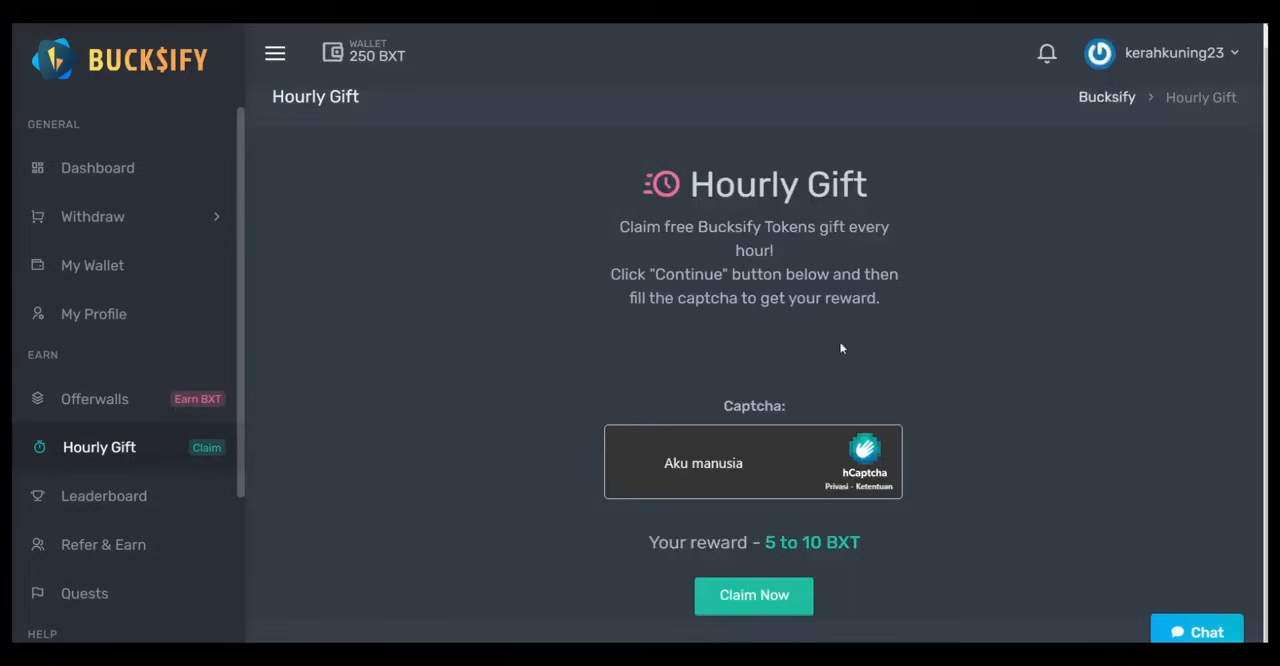 BUCK$IFY
WALLET
250 BXT
kerahkuning23
Hourly Gift
Bucksify > Hourly Gift
GENERAL
Dashboard
Withdraw
My Wallet
My Profile
EARN
Offerwalls Earn BXT
Hourly Gift Claim
Leaderboard
Refer & Earn
Quests
HELP
Hourly Gift
Claim free Bucksify Tokens gift every
hour!
Click "Continue" button below and then
fill the captcha to get your reward.
Captcha:
Aku manusia
hCaptcha
Privasi - Ketentuan
Your reward - 5 to 10 BXT
Claim Now
Chat